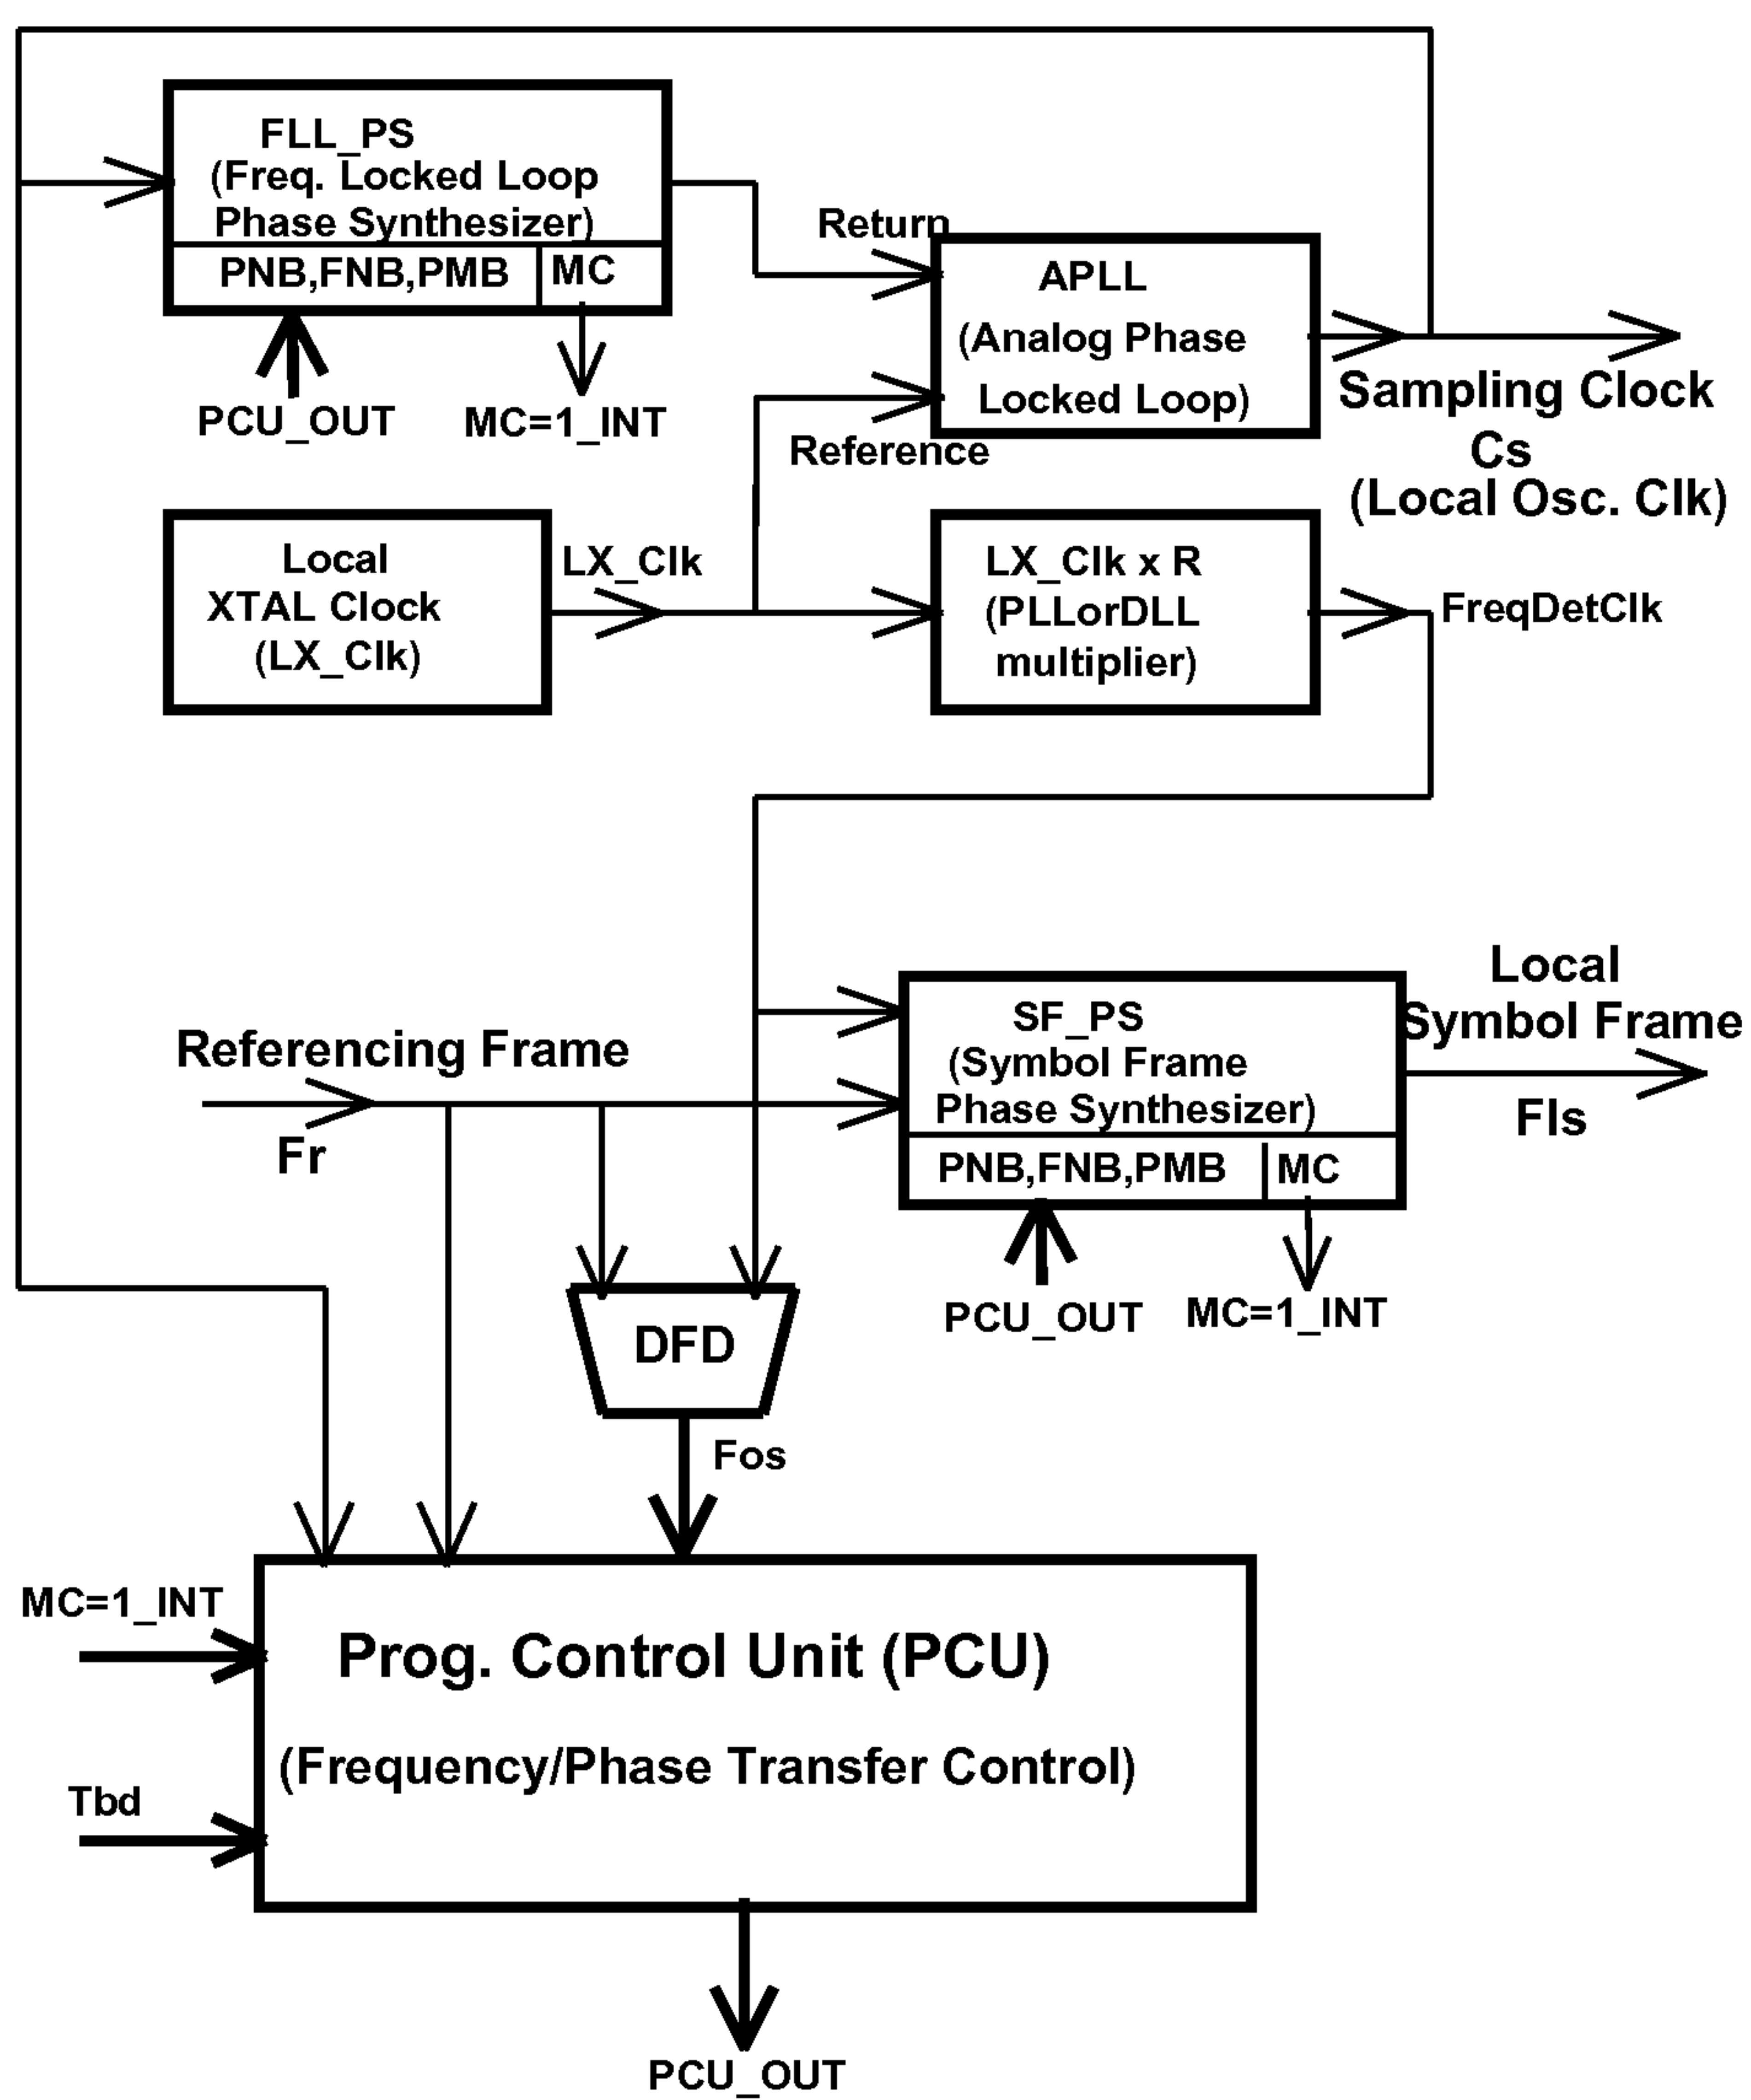 FLL_PS
(Freq. Locked Loop
Phase Synthesizer)
PNB,FNB,PMB
MC
PCU_OUT
MC=1_INT
Return
Reference
APLL
(Analog Phase
Locked Loop)
Sampling Clock
Cs
(Local Osc. Clk)
Local
XTAL Clock
(LX_Clk)
LX_Clk
LX_Clk x R
(PLLorDLL
multiplier)
FreqDetClk
Referencing Frame
Fr
SF_PS
(Symbol Frame
Phase Synthesizer)
PNB,FNB,PMB
MC
PCU_OUT
MC=1_INT
Local
Symbol Frame
Fls
DFD
Fos
MC=1_INT
Tbd
Prog. Control Unit (PCU)
(Frequency/Phase Transfer Control)
PCU_OUT